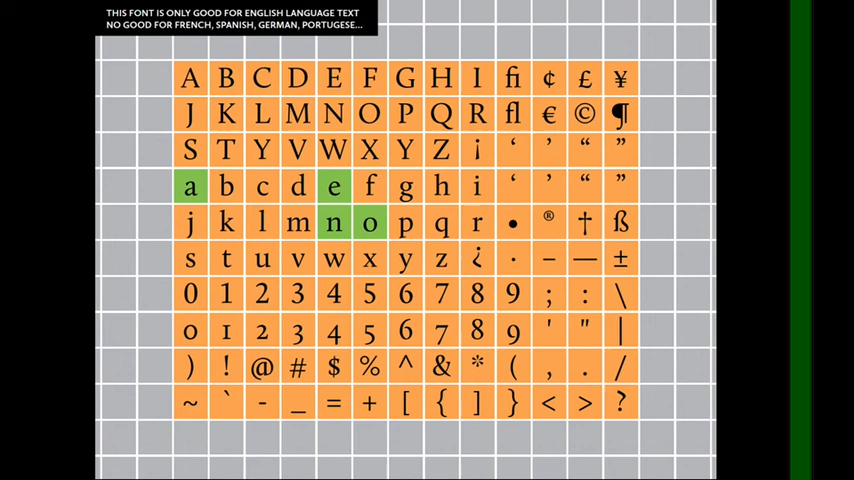 THIS FONT IS ONLY GOOD FOR ENGLISH LANGUAGE TEXT
NO GOOD FOR FRENCH, SPANISH, GERMAN, PORTUGESE...
A B C D E F G H I ﬁ ¢ £ ¥
J K L M N O P Q R ﬂ € © ¶
S T Y V W X Y Z ¡ ‘ ’ “ ”
a b c d e f g h i ‘ ’ “ ”
j k l m n o p q r • ® † ß
s t u v w x y z ¿ · – — ±
0 1 2 3 4 5 6 7 8 9 ; : \
0 1 2 3 4 5 6 7 8 9 ' " |
) ! @ # $ % ^ & * ( , . /
~ ` - _ = + [ { ] } < > ?